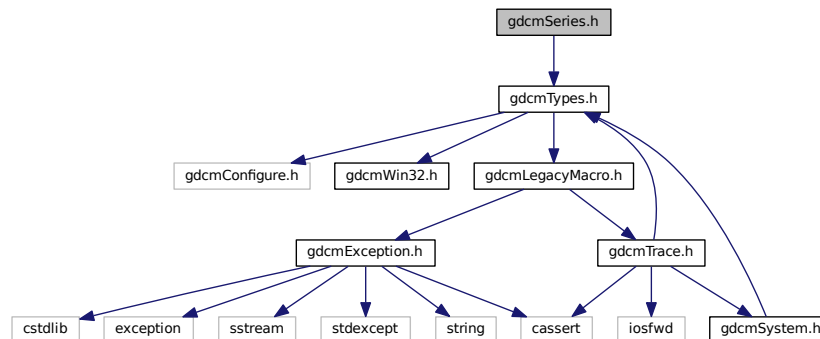 gdcmSeries.h
gdcmTypes.h
gdcmConfigure.h
gdcmWin32.h
gdcmLegacyMacro.h
gdcmException.h
gdcmTrace.h
cstdlib
exception
sstream
stdexcept
string
cassert
iosfwd
gdcmSystem.h